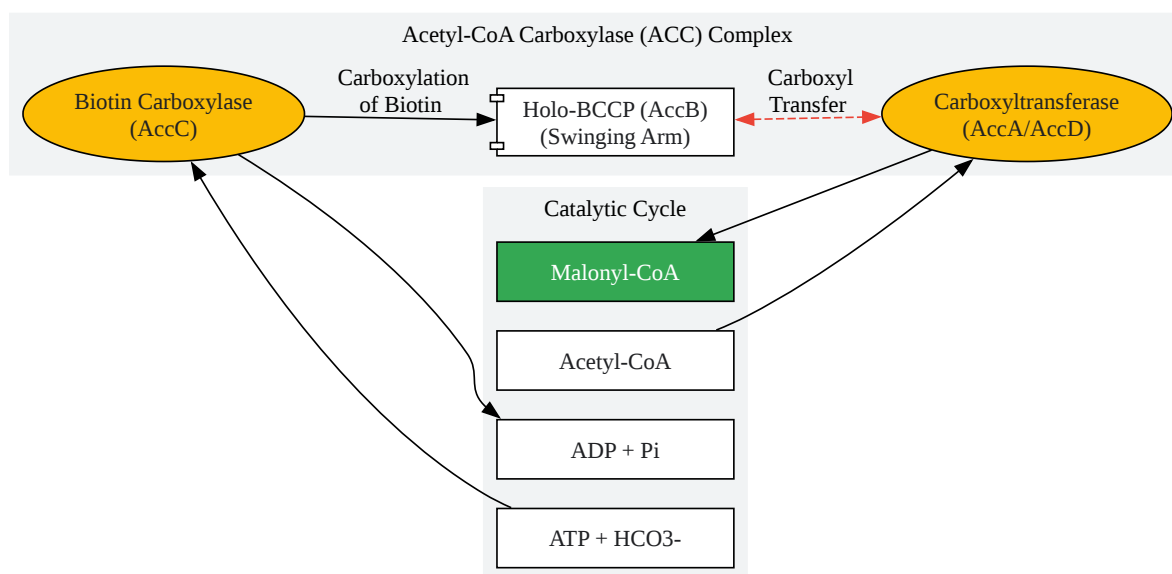 Acetyl-CoA Carboxylase (ACC) Complex
Biotin Carboxylase
(AccC)
Carboxylation
of Biotin
Holo-BCCP (AccB)
(Swinging Arm)
Carboxyl
Transfer
Carboxyltransferase
(AccA/AccD)
Catalytic Cycle
Malonyl-CoA
Acetyl-CoA
ADP + Pi
ATP + HCO3-